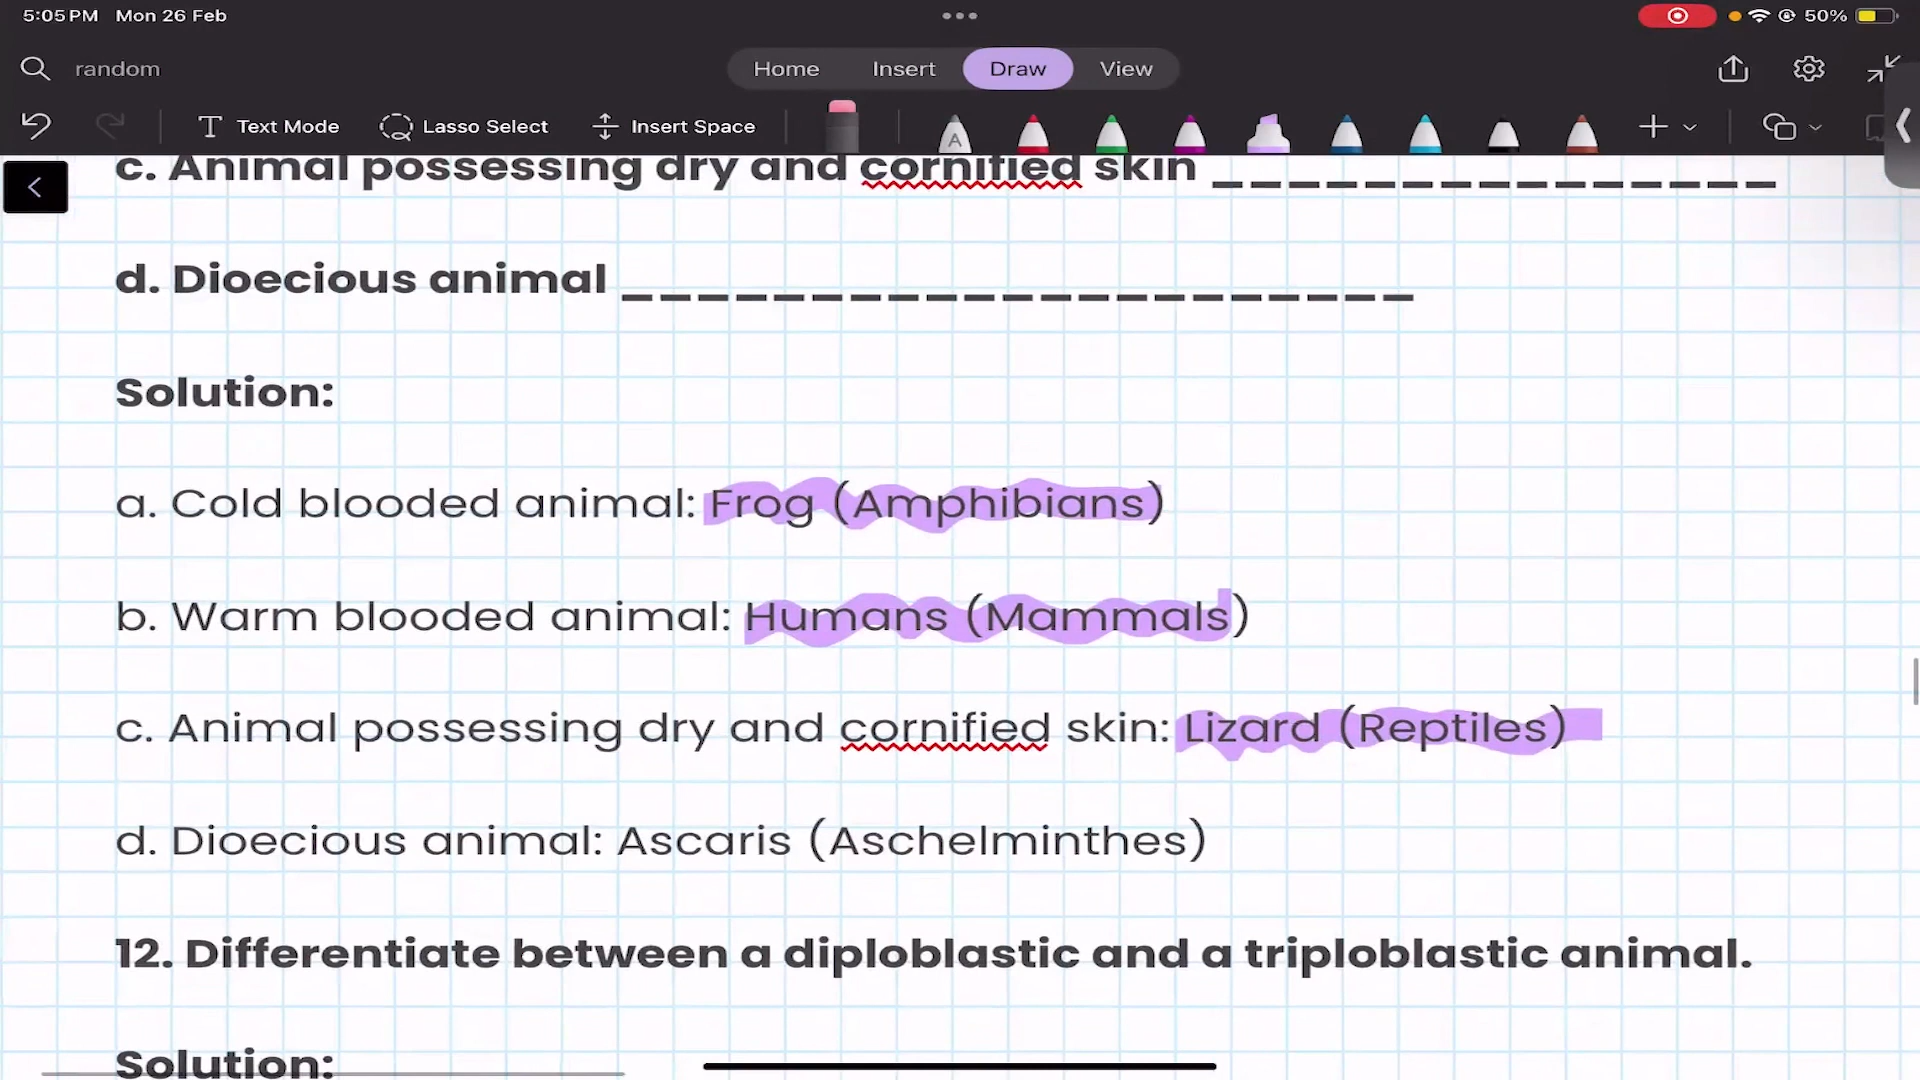 5:05 PM Mon 26 Feb
50%
random
Home Insert Draw View
Text Mode Lasso Select Insert Space
A
c. Animal possessing dry and cornified skin _______________
d. Dioecious animal _____________________
Solution:
a. Cold blooded animal: Frog (Amphibians)
b. Warm blooded animal: Humans (Mammals)
c. Animal possessing dry and cornified skin: Lizard (Reptiles)
d. Dioecious animal: Ascaris (Aschelminthes)
12. Differentiate between a diploblastic and a triploblastic animal.
Solution: